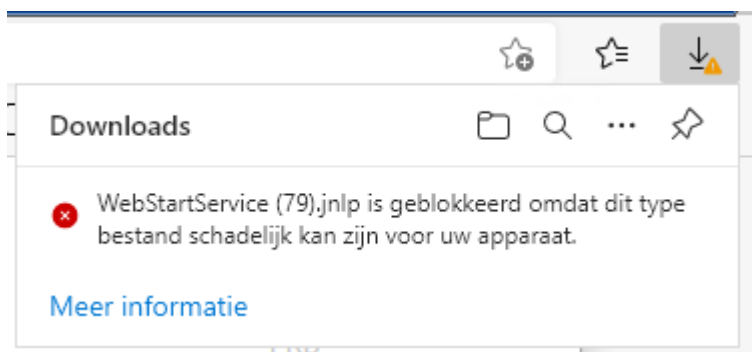 Downloads
WebStartService (79).jnlp is geblokkeerd omdat dit type
bestand schadelijk kan zijn voor uw apparaat.
Meer informatie